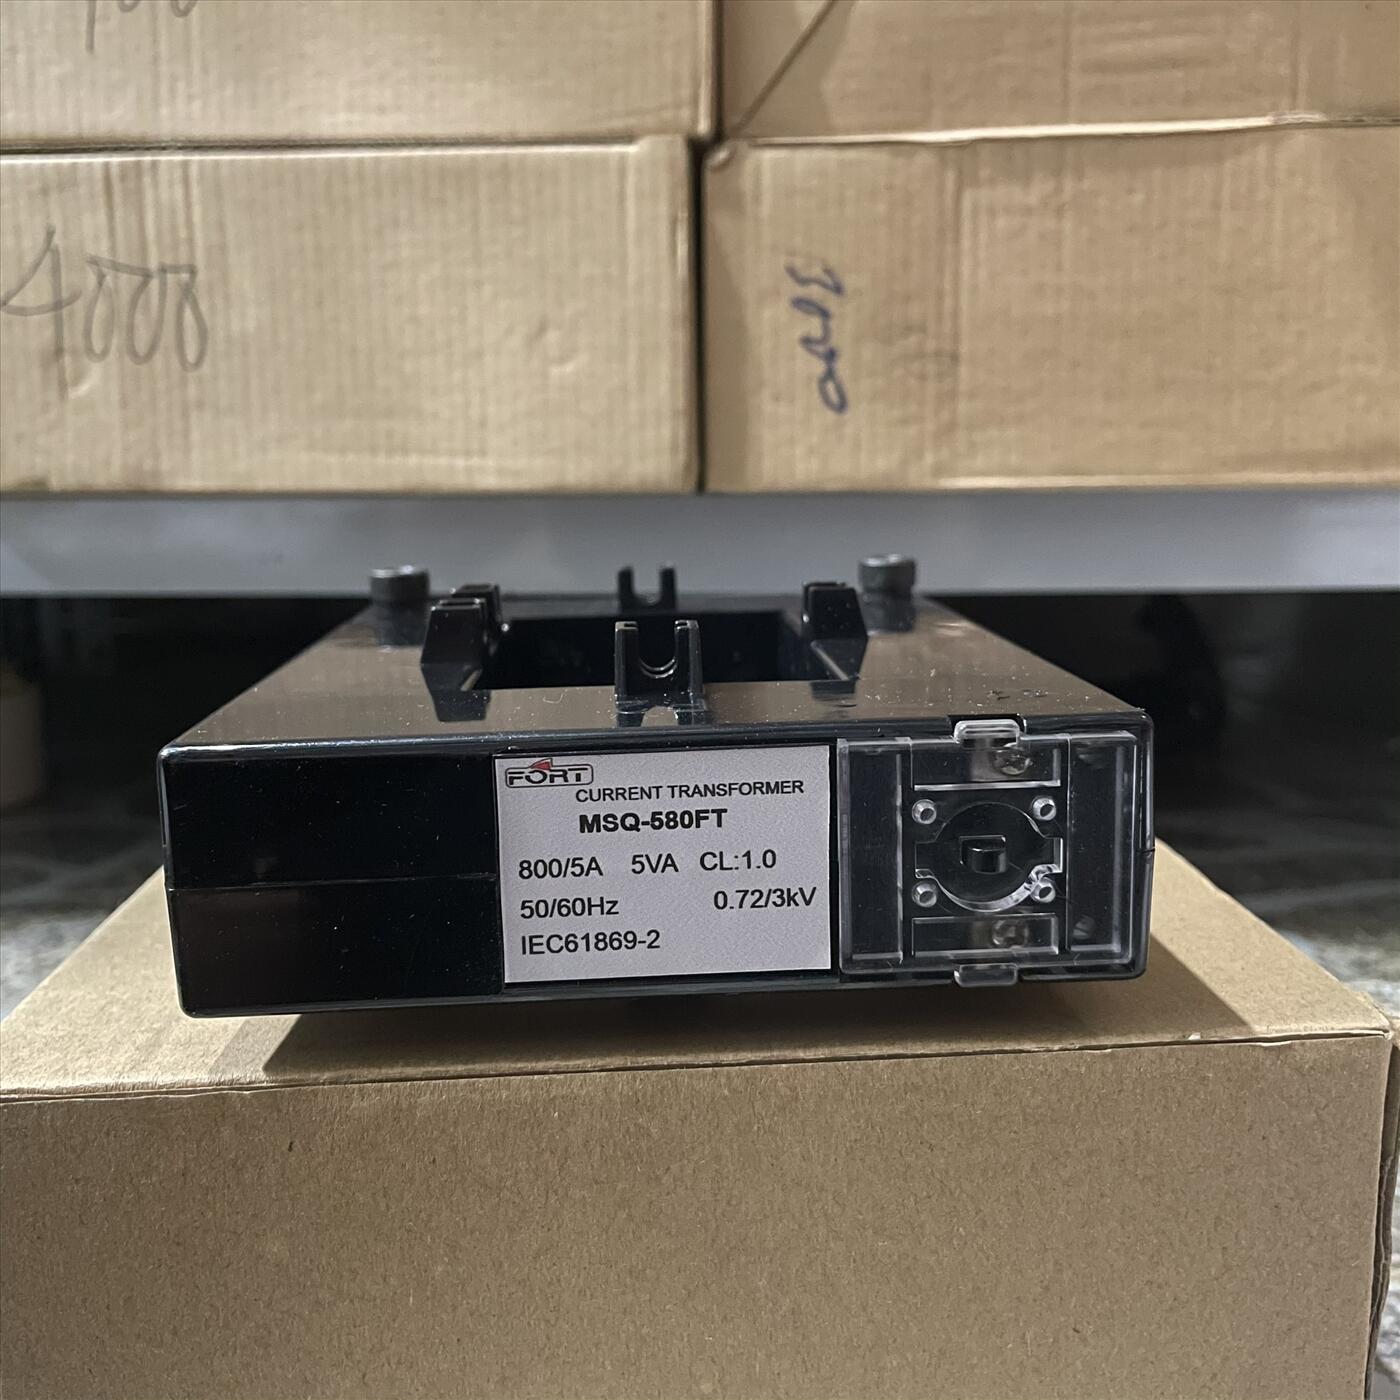 4000
FORT
CURRENT TRANSFORMER
MSQ-580FT
800/5A 5VA CL:1.0
50/60Hz 0.72/3kV
IEC61869-2